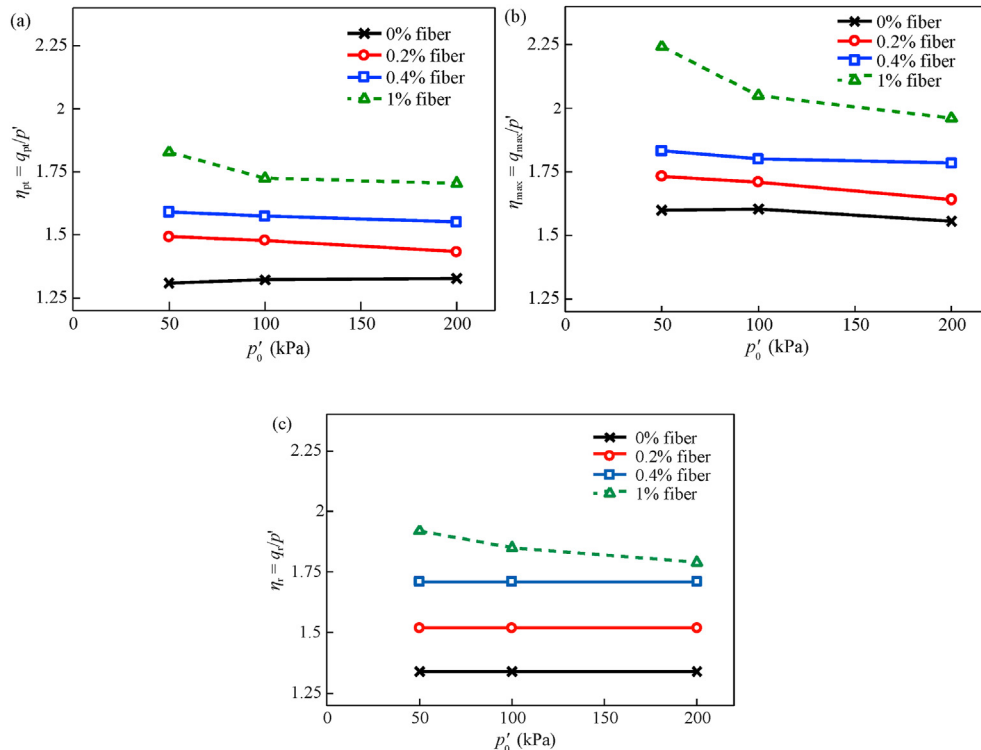 (a)
0% fiber
0.2% fiber
0.4% fiber
1% fiber
2.25
2
1.75
1.5
1.25
ηpt = qpt/p'
0 50 100 150 200
p′0 (kPa)
(b)
0% fiber
0.2% fiber
0.4% fiber
1% fiber
2.25
2
1.75
1.5
1.25
ηmax = qmax/p'
0 50 100 150 200
p′0 (kPa)
(c)
0% fiber
0.2% fiber
0.4% fiber
1% fiber
2.25
2
1.75
1.5
1.25
ηr = qr/p'
0 50 100 150 200
p′0 (kPa)